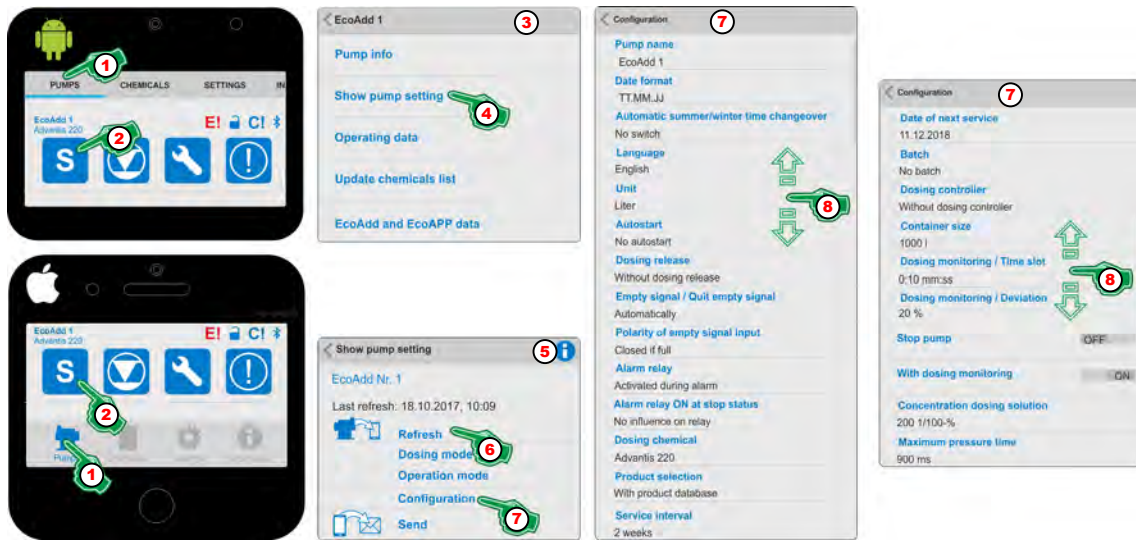 1
PUMPS
CHEMICALS
SETTINGS
IN
EcoAdd 1
Advantis 220
E!
C!
2
S
EcoAdd 1
Advantis 220
E!
C!
S
2
Pumps
1
EcoAdd 1
3
Pump info
Show pump setting
4
Operating data
Update chemicals list
EcoAdd and EcoAPP data
Show pump setting
5
EcoAdd Nr. 1
Last refresh: 18.10.2017, 10:09
Refresh
6
Dosing mode
Operation mode
Configuration
7
Send
Configuration
7
Pump name
EcoAdd 1
Date format
TT.MM.JJ
Automatic summer/winter time changeover
No switch
Language
English
Unit
Liter
8
Autostart
No autostart
Dosing release
Without dosing release
Empty signal / Quit empty signal
Automatically
Polarity of empty signal input
Closed if full
Alarm relay
Activated during alarm
Alarm relay ON at stop status
No influence on relay
Dosing chemical
Advantis 220
Product selection
With product database
Service interval
2 weeks
Configuration
7
Date of next service
11.12.2018
Batch
No batch
Dosing controller
Without dosing controller
Container size
1000 l
Dosing monitoring / Time slot
0:10 mm:ss
8
Dosing monitoring / Deviation
20 %
Stop pump
OFF
With dosing monitoring
ON
Concentration dosing solution
200 1/100-%
Maximum pressure time
900 ms